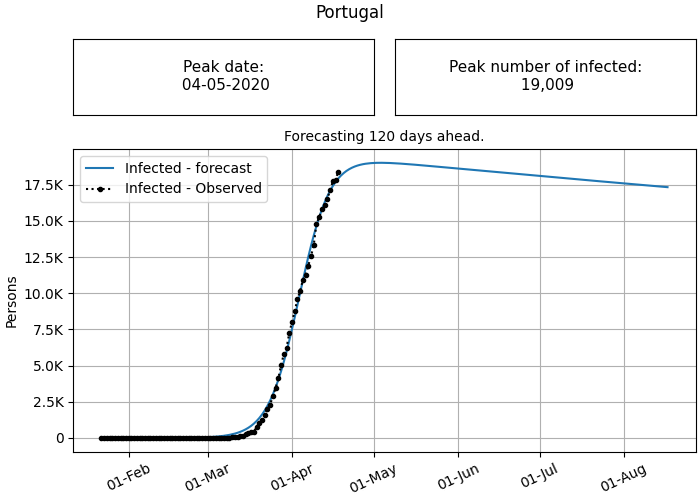 Portugal
Peak date:
04-05-2020
Peak number of infected:
19,009
Forecasting 120 days ahead.
Infected - forecast
Infected - Observed
17.5K
15.0K
12.5K
10.0K
7.5K
5.0K
2.5K
0
Persons
01-Feb
01-Mar
01-Apr
01-May
01-Jun
01-Jul
01-Aug